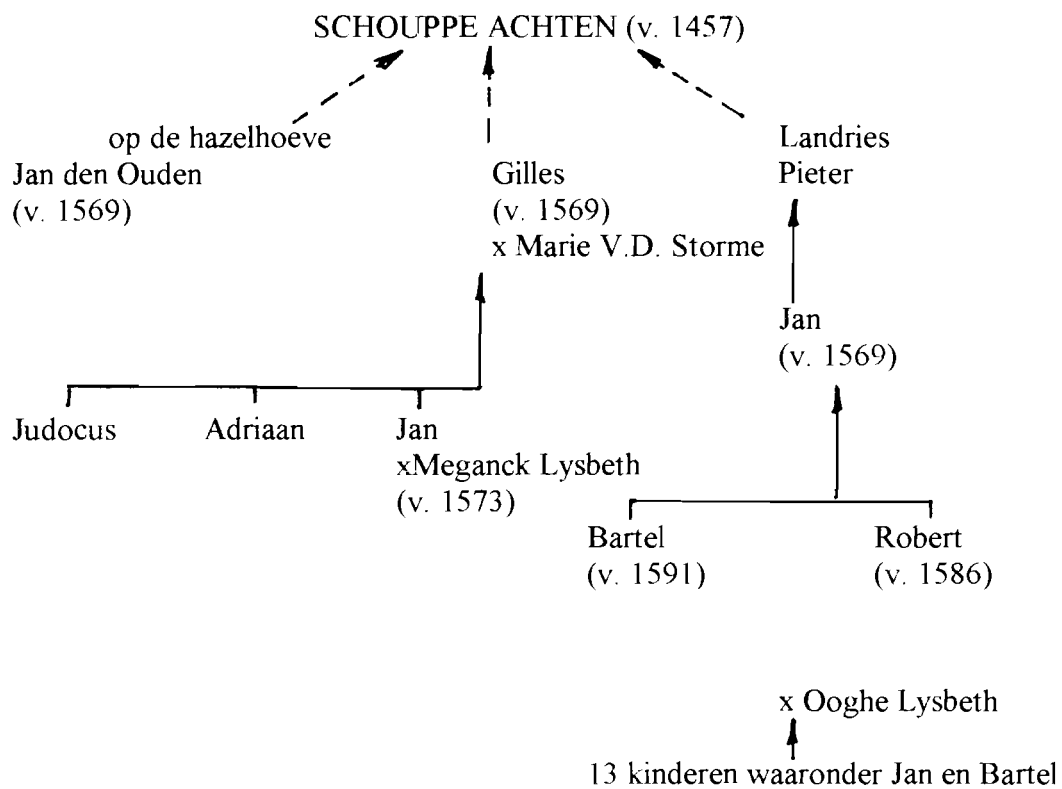 SCHOUPPE ACHTEN (v. 1457)
op de hazelhoeve
Jan den Ouden
(v. 1569)
Gilles
(v. 1569)
x Marie V.D. Storme
Landries
Pieter
Jan
(v. 1569)
Judocus
Adriaan
Jan
xMeganck Lysbeth
(v. 1573)
Bartel
(v. 1591)
Robert
(v. 1586)
x Ooghe Lysbeth
13 kinderen waaronder Jan en Bartel